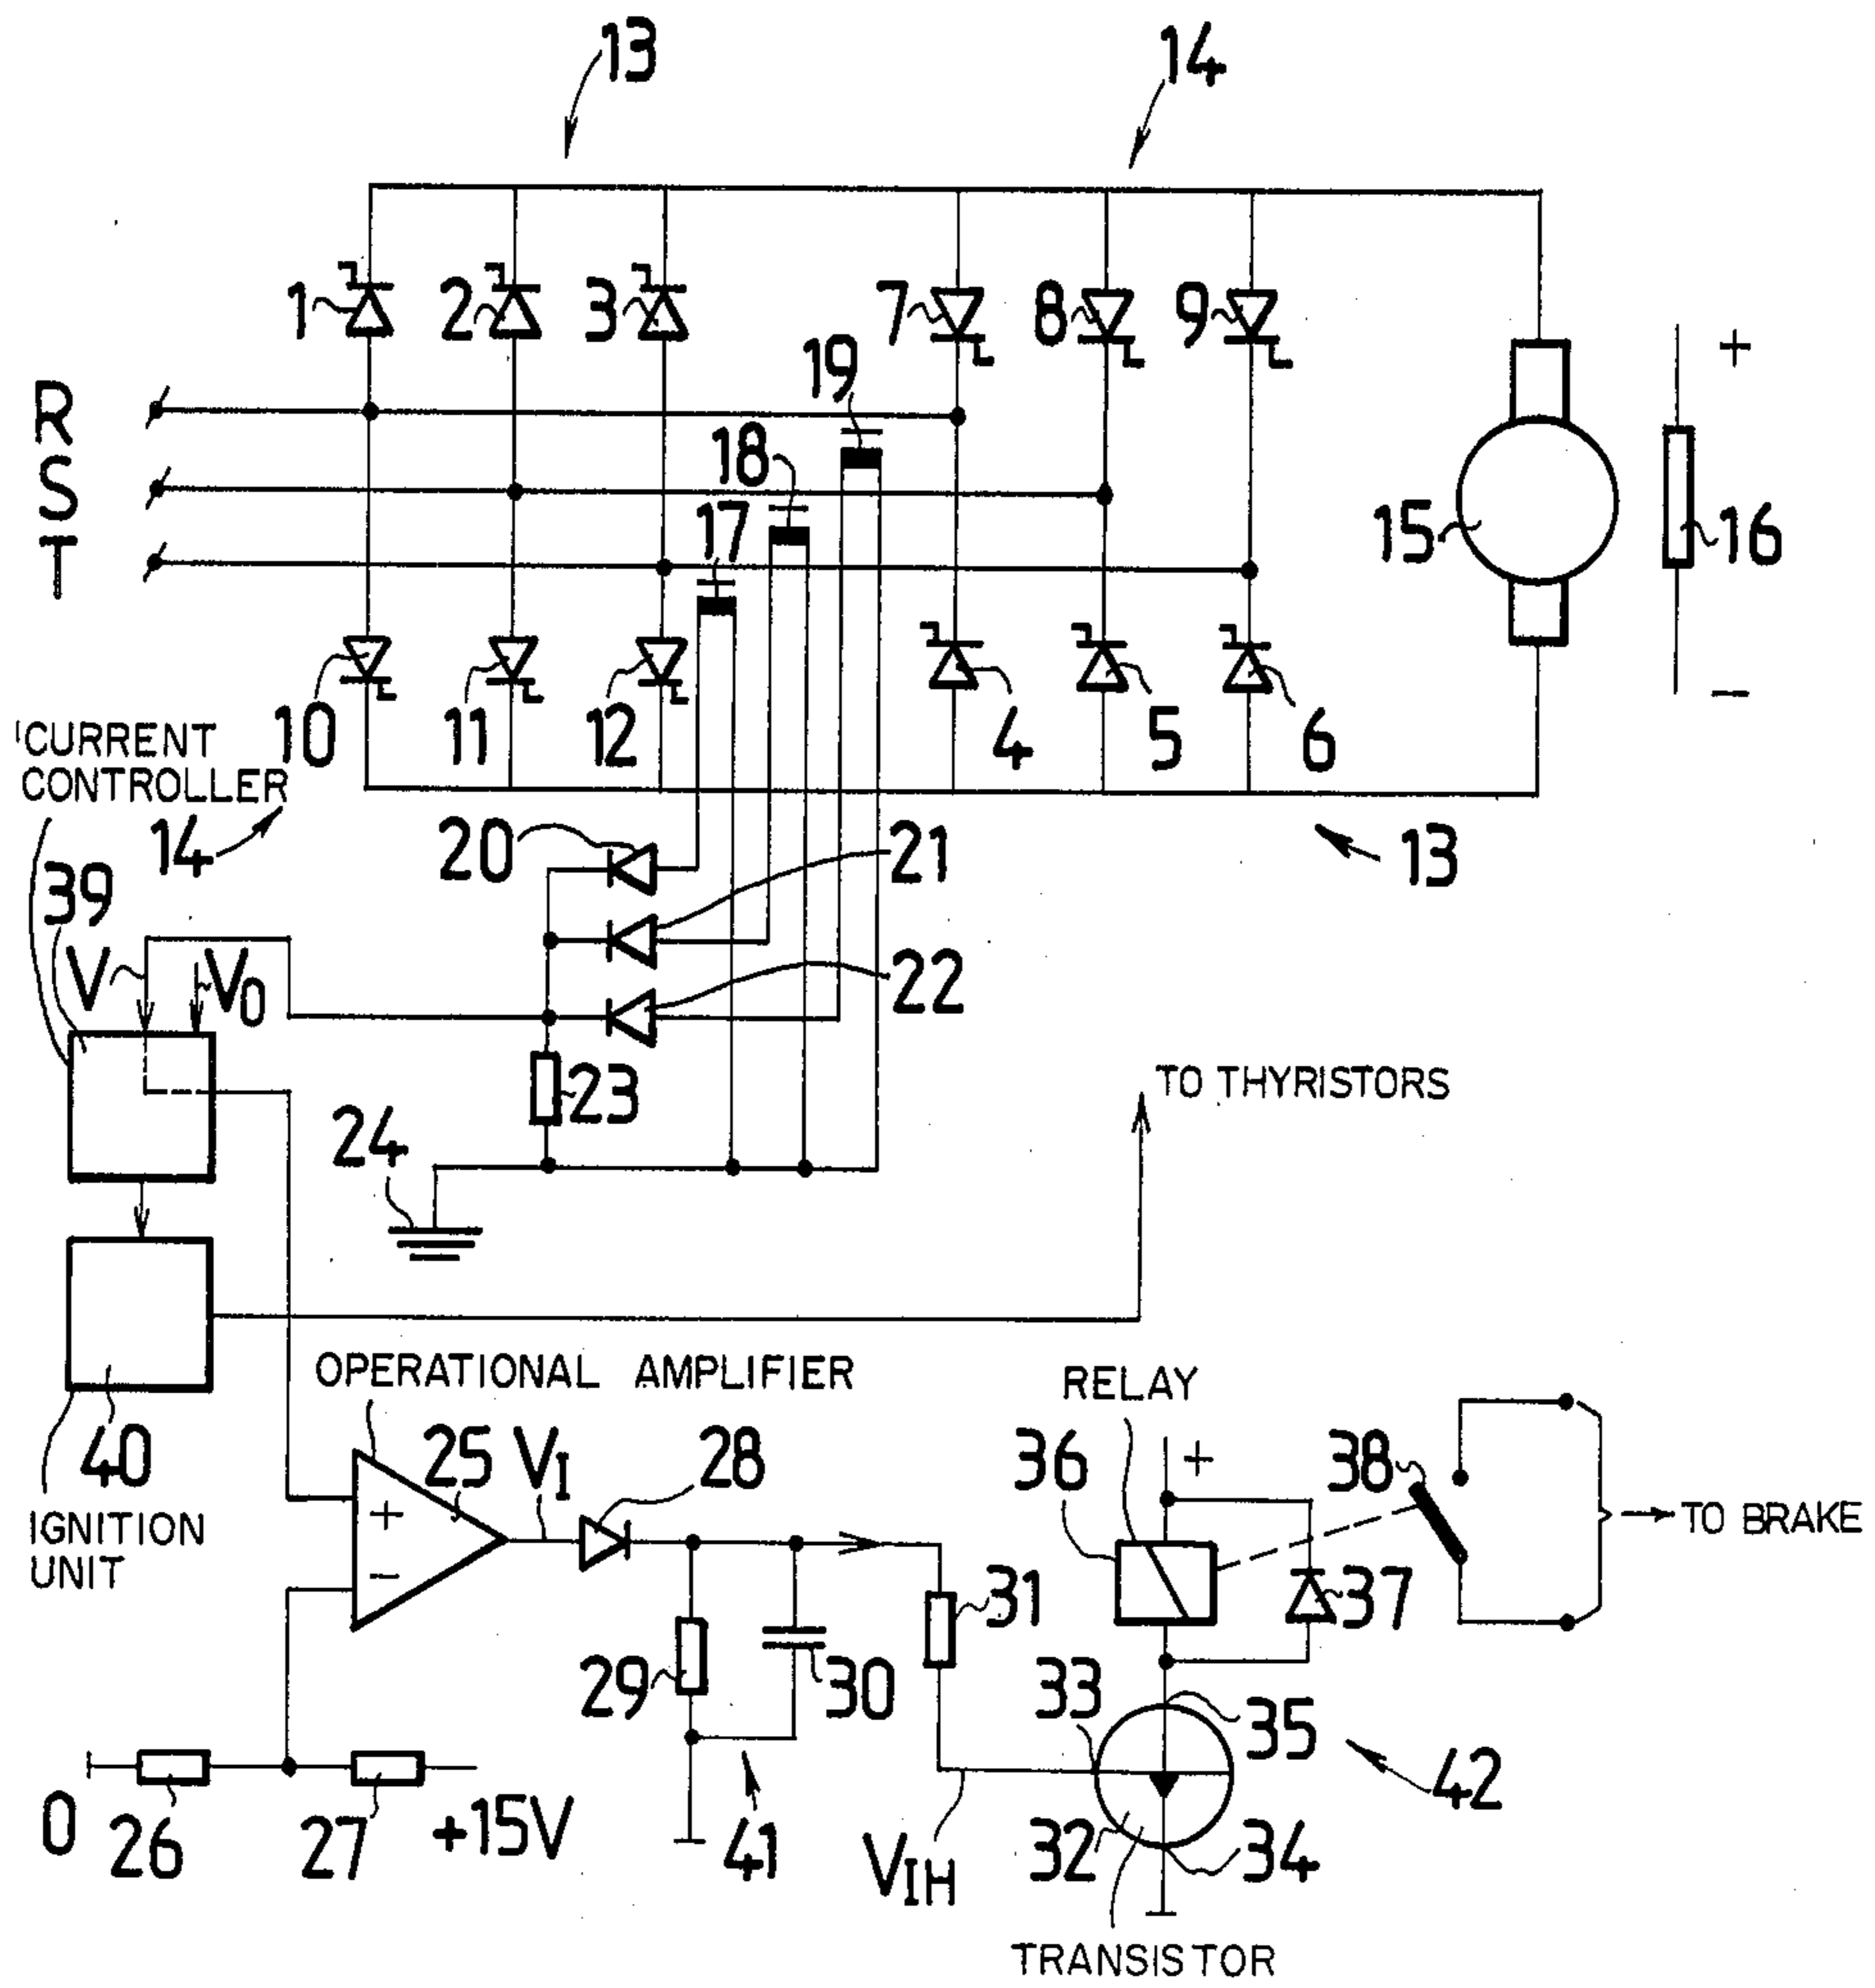 13
14
1
2
3
7
8
9
19
+
R
18
S
17
15
16
T
−
10
11
12
4
5
6
CURRENT
CONTROLLER
14
20
21
13
39
V
V0
22
23
TO THYRISTORS
24
OPERATIONAL AMPLIFIER
RELAY
40
25
VI
28
36
+
38
IGNITION
UNIT
+
−
TO BRAKE
31
37
29
30
33
35
0
26
27
+15V
41
VIH
32
34
42
TRANSISTOR